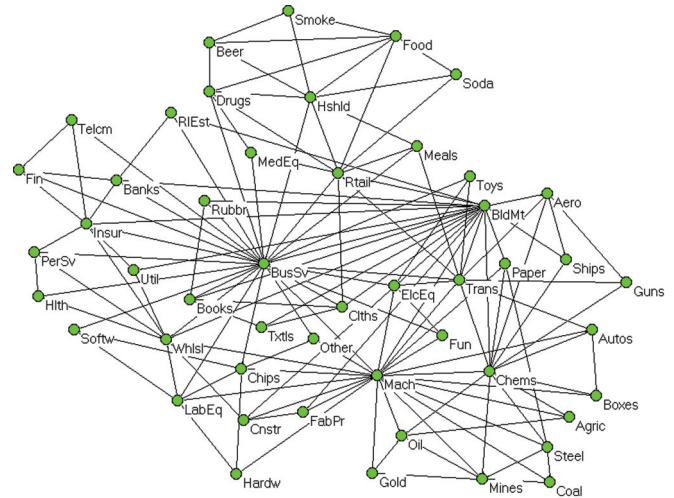 Smoke
Beer
Food
Soda
Drugs
Hshld
Telcm
RlEst
MedEq
Meals
Fin
Banks
Rtail
Toys
Rubbr
BldMt
Aero
Insur
PerSv
Util
BusSv
Paper
Ships
Hlth
Books
ElcEq
Trans
Guns
Clths
Softw
Whlsl
Txtls
Other
Fun
Autos
Chips
Mach
Chems
LabEq
Cnstr
FabPr
Boxes
Agric
Oil
Steel
Hardw
Gold
Mines
Coal